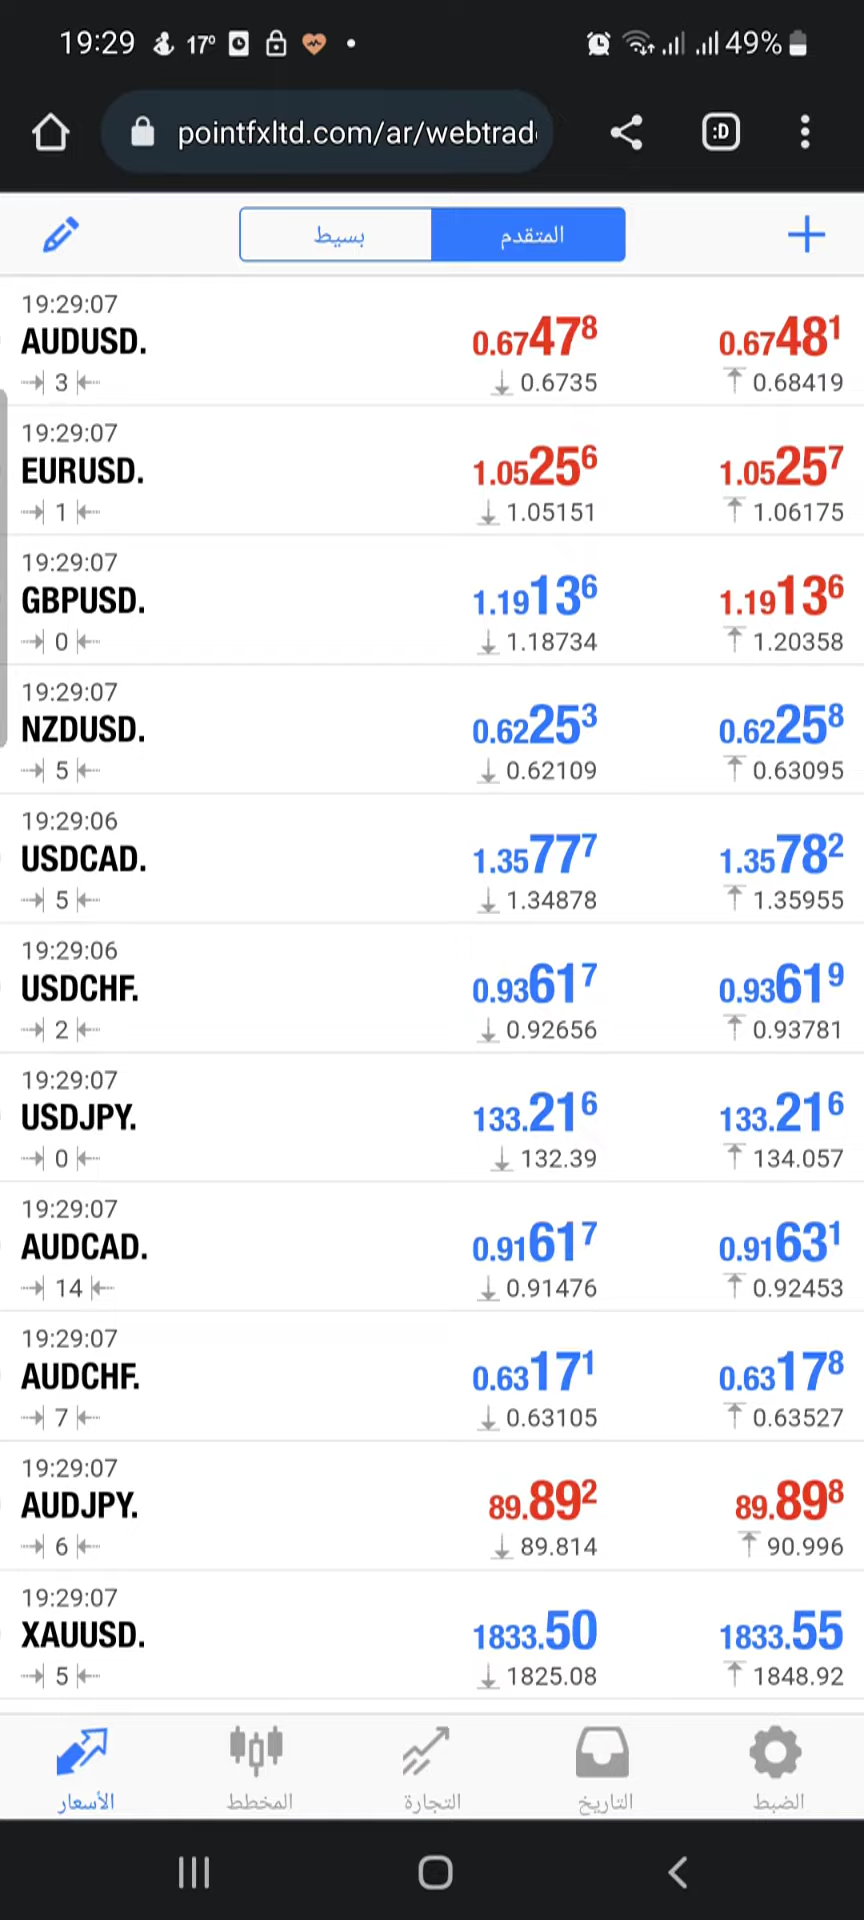 19:29 17° 49%
pointfxltd.com/ar/webtrad
بسيط المتقدم
19:29:07
AUDUSD. 0.67478 0.67481
3 0.6735 0.68419
19:29:07
EURUSD. 1.05256 1.05257
1 1.05151 1.06175
19:29:07
GBPUSD. 1.19136 1.19136
0 1.18734 1.20358
19:29:07
NZDUSD. 0.62253 0.62258
5 0.62109 0.63095
19:29:06
USDCAD. 1.35777 1.35782
5 1.34878 1.35955
19:29:06
USDCHF. 0.93617 0.93619
2 0.92656 0.93781
19:29:07
USDJPY. 133.216 133.216
0 132.39 134.057
19:29:07
AUDCAD. 0.91617 0.91631
14 0.91476 0.92453
19:29:07
AUDCHF. 0.63171 0.63178
7 0.63105 0.63527
19:29:07
AUDJPY. 89.892 89.898
6 89.814 90.996
19:29:07
XAUUSD. 1833.50 1833.55
5 1825.08 1848.92
الأسعار المخطط التجارة التاريخ الضبط